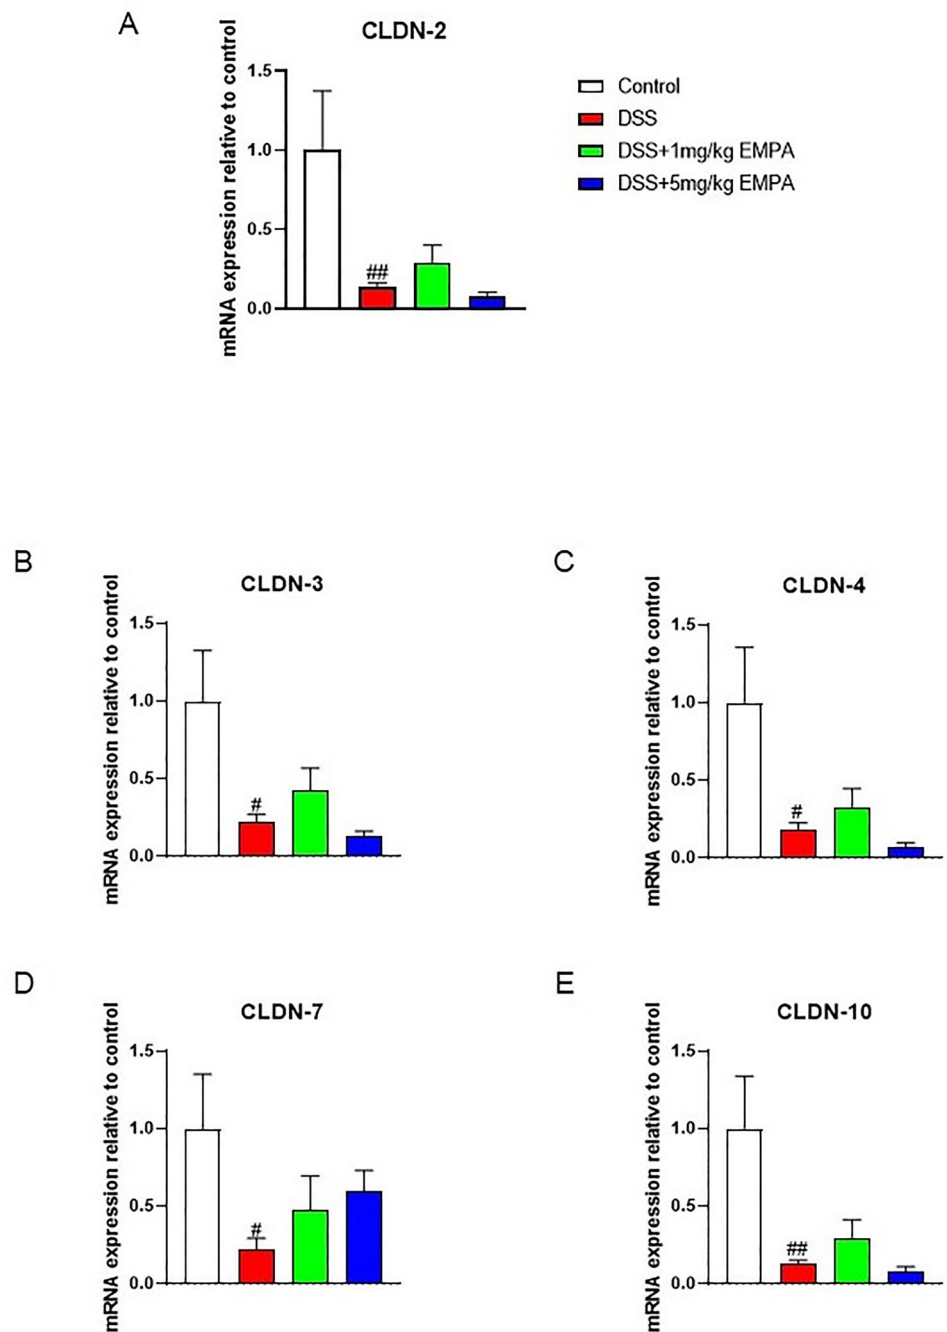 A
CLDN-2
mRNA expression relative to control
1.5
1.0
0.5
0.0
##
Control
DSS
DSS+1mg/kg EMPA
DSS+5mg/kg EMPA
B
CLDN-3
mRNA expression relative to control
1.5
1.0
0.5
0.0
#
C
CLDN-4
mRNA expression relative to control
1.5
1.0
0.5
0.0
#
D
CLDN-7
mRNA expression relative to control
1.5
1.0
0.5
0.0
#
E
CLDN-10
mRNA expression relative to control
1.5
1.0
0.5
0.0
##